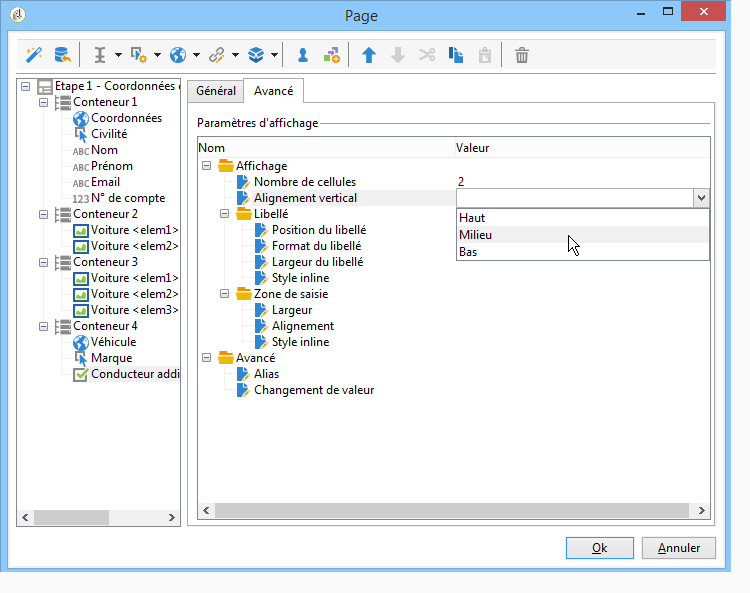 Page
Etape 1 - Coordonnées
Conteneur 1
Coordonnées
Civilité
ABC Nom
ABC Prénom
ABC Email
123 N° de compte
Conteneur 2
Voiture <elem1>
Voiture <elem2>
Conteneur 3
Voiture <elem1>
Voiture <elem2>
Voiture <elem3>
Conteneur 4
Véhicule
Marque
Conducteur addi
Général Avancé
Paramètres d'affichage
Nom Valeur
Affichage
Nombre de cellules 2
Alignement vertical
Haut
Milieu
Bas
Libellé
Position du libellé
Format du libellé
Largeur du libellé
Style inline
Zone de saisie
Largeur
Alignement
Style inline
Avancé
Alias
Changement de valeur
Ok Annuler